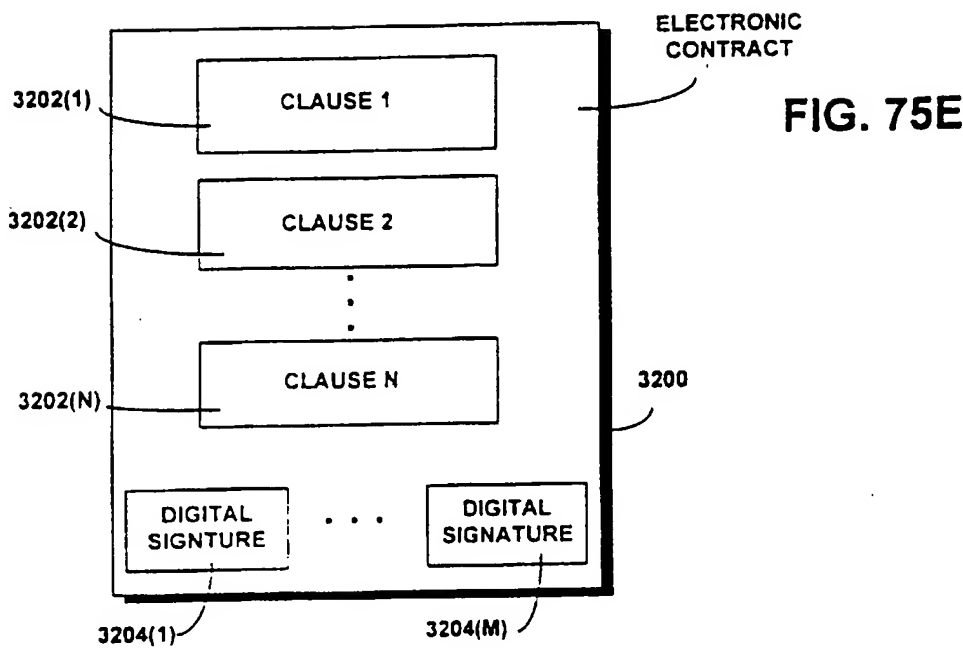 ELECTRONIC
CONTRACT
FIG. 75E
3202(1)
CLAUSE 1
3202(2)
CLAUSE 2
3202(N)
CLAUSE N
3200
DIGITAL
SIGNTURE
. . .
DIGITAL
SIGNATURE
3204(1)
3204(M)